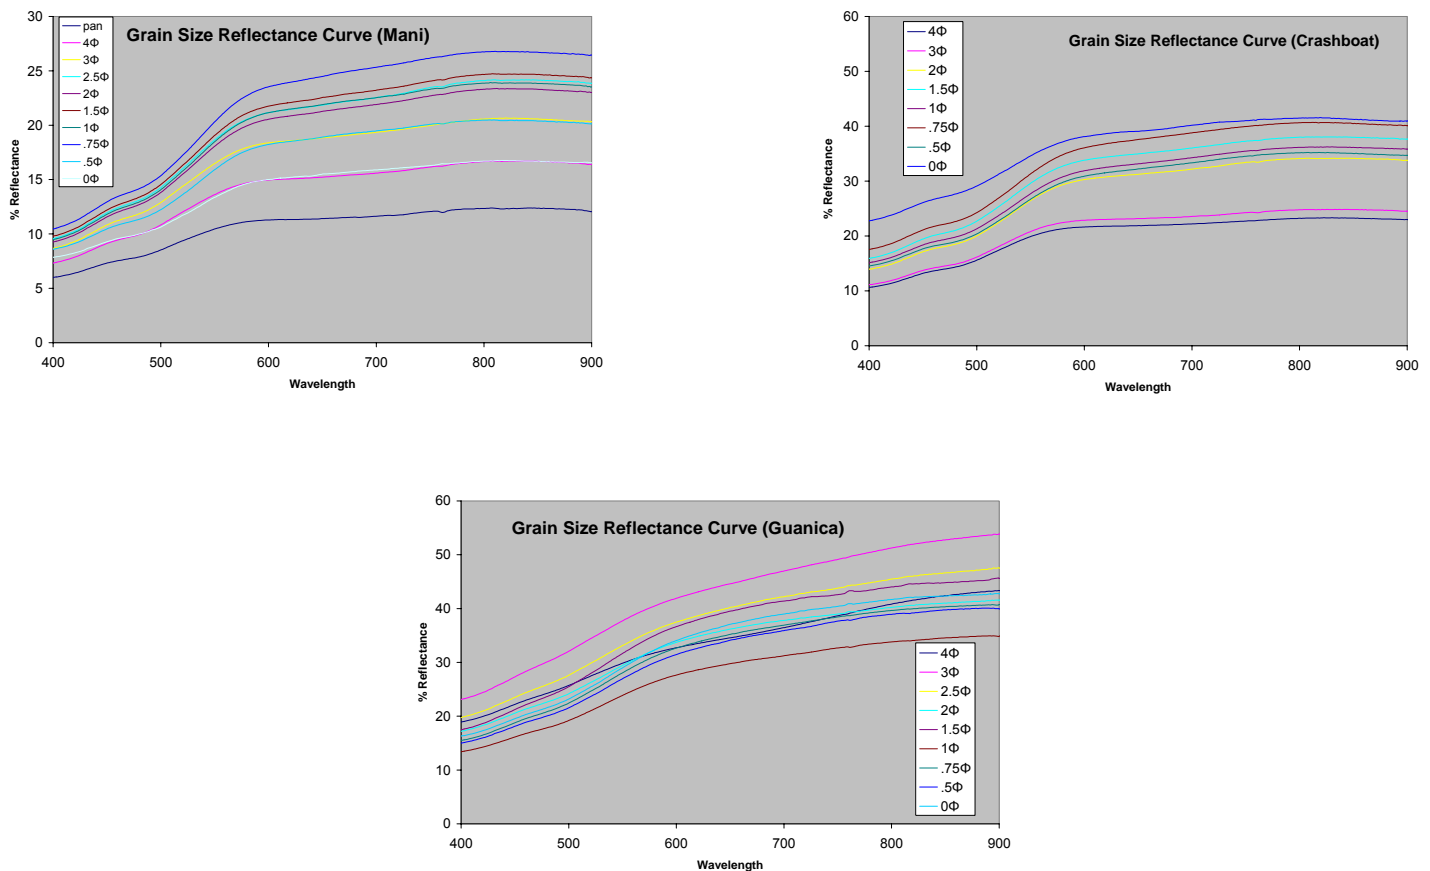 Grain Size Reflectance Curve (Mani)
% Reflectance
30
25
20
15
10
5
0
400 500 600 700 800 900
Wavelength
pan
4Φ
3Φ
2.5Φ
2Φ
1.5Φ
1Φ
.75Φ
.5Φ
0Φ
Grain Size Reflectance Curve (Crashboat)
% Reflectance
60
50
40
30
20
10
0
400 500 600 700 800 900
Wavelength
4Φ
3Φ
2Φ
1.5Φ
1Φ
.75Φ
.5Φ
0Φ
Grain Size Reflectance Curve (Guanica)
% Reflectance
60
50
40
30
20
10
0
400 500 600 700 800 900
Wavelength
4Φ
3Φ
2.5Φ
2Φ
1.5Φ
1Φ
.75Φ
.5Φ
0Φ